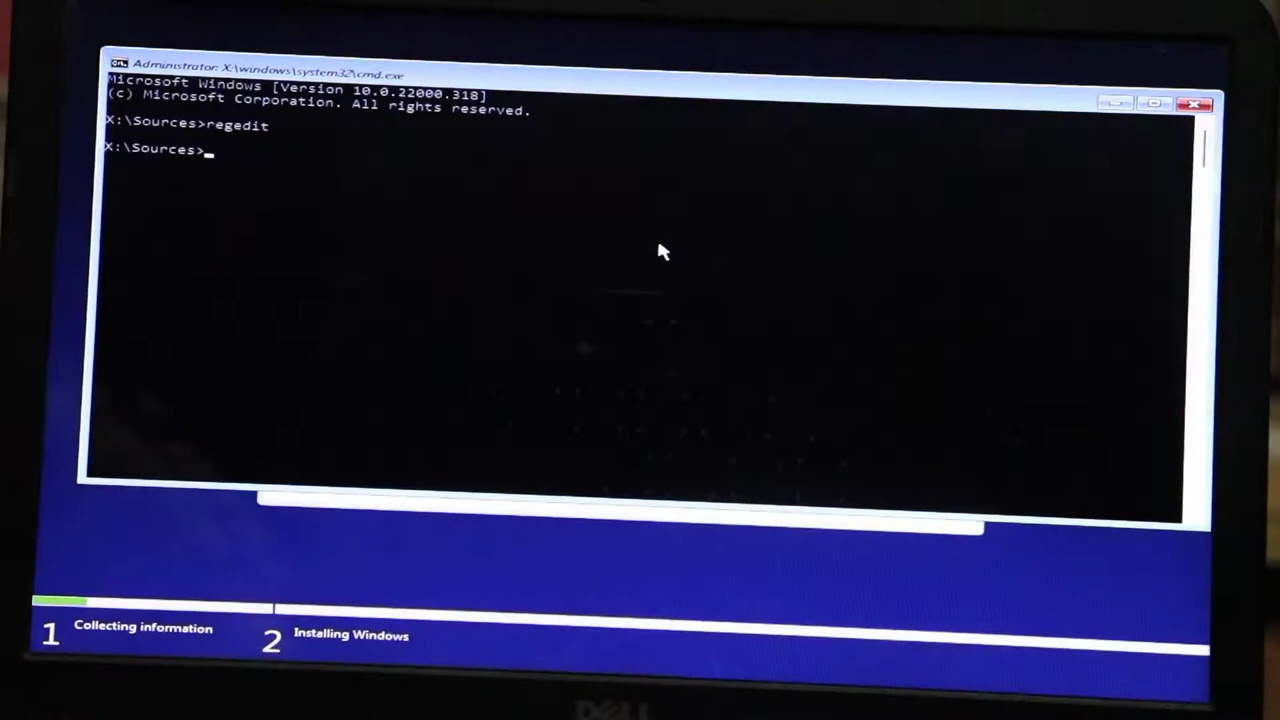 Administrator: X:\windows\system32\cmd.exe
Microsoft Windows [Version 10.0.22000.318]
(c) Microsoft Corporation. All rights reserved.
X:\Sources>regedit
X:\Sources>
1 Collecting information
2 Installing Windows
DELL